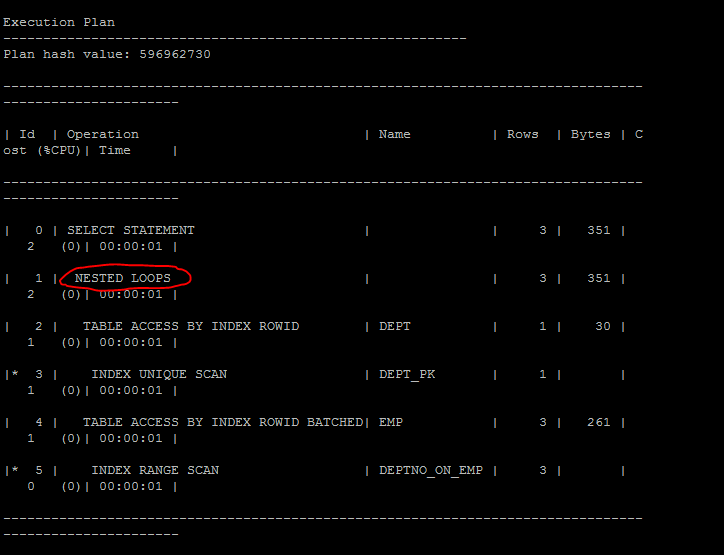 Execution Plan
----------------------------------------------------------
Plan hash value: 596962730

--------------------------------------------------------------------------------
----------------------

| Id  | Operation                            | Name          | Rows  | Bytes | C
ost (%CPU)| Time     |

--------------------------------------------------------------------------------
----------------------

|   0 | SELECT STATEMENT                     |               |     3 |   351 |
   2   (0)| 00:00:01 |

|   1 |  NESTED LOOPS                        |               |     3 |   351 |
   2   (0)| 00:00:01 |

|   2 |   TABLE ACCESS BY INDEX ROWID        | DEPT          |     1 |    30 |
   1   (0)| 00:00:01 |

|*  3 |    INDEX UNIQUE SCAN                 | DEPT_PK       |     1 |       |
   1   (0)| 00:00:01 |

|   4 |   TABLE ACCESS BY INDEX ROWID BATCHED| EMP           |     3 |   261 |
   1   (0)| 00:00:01 |

|*  5 |    INDEX RANGE SCAN                  | DEPTNO_ON_EMP |     3 |       |
   0   (0)| 00:00:01 |

--------------------------------------------------------------------------------
----------------------